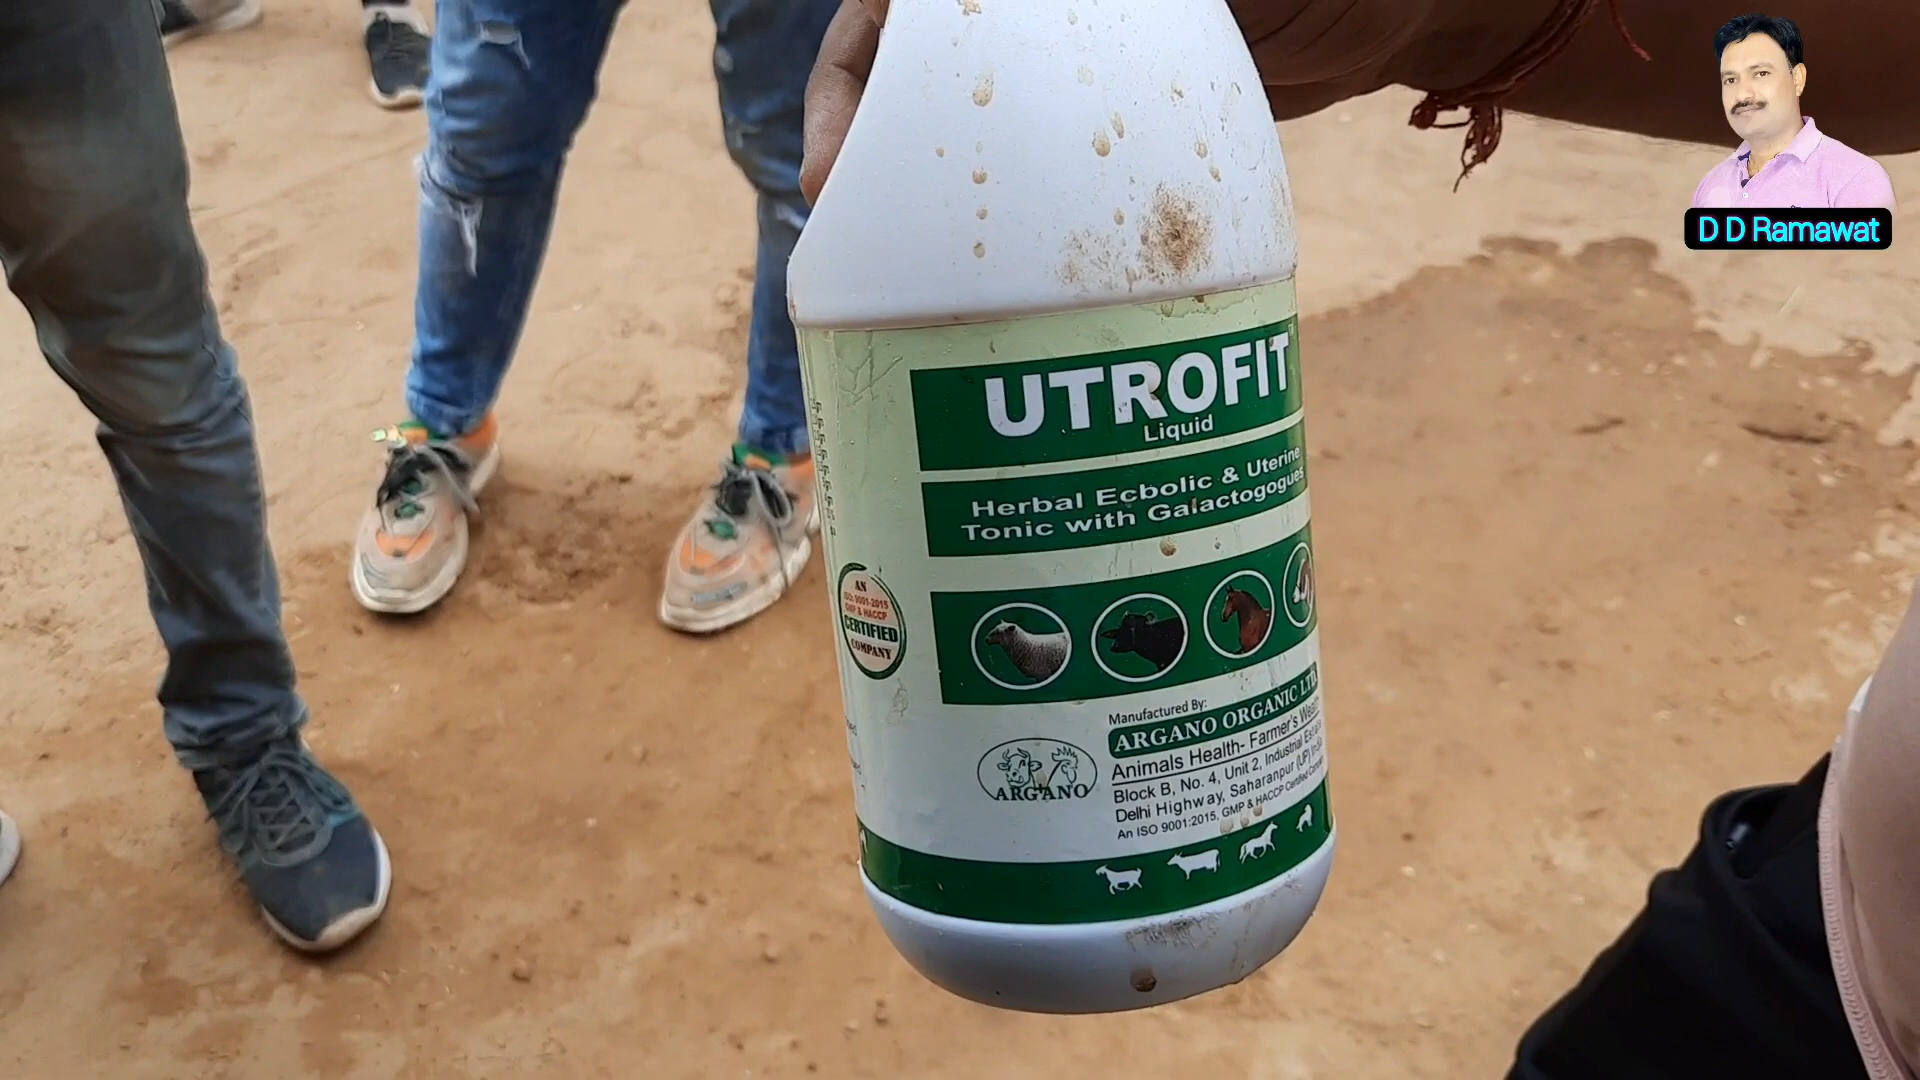 D D Ramawat
UTROFIT
Liquid
Herbal Ecbolic & Uterine
Tonic with Galactogogues
AN
ISO: 9001-2015
GMP & HACCP
CERTIFIED
COMPANY
Manufactured By:
ARGANO ORGANIC LTD.
Animals Health- Farmer's Wealth
Block B, No. 4, Unit 2, Industrial Estate
Delhi Highway, Saharanpur (UP) India
An ISO 9001:2015, GMP & HACCP Certified Company
ARGANO